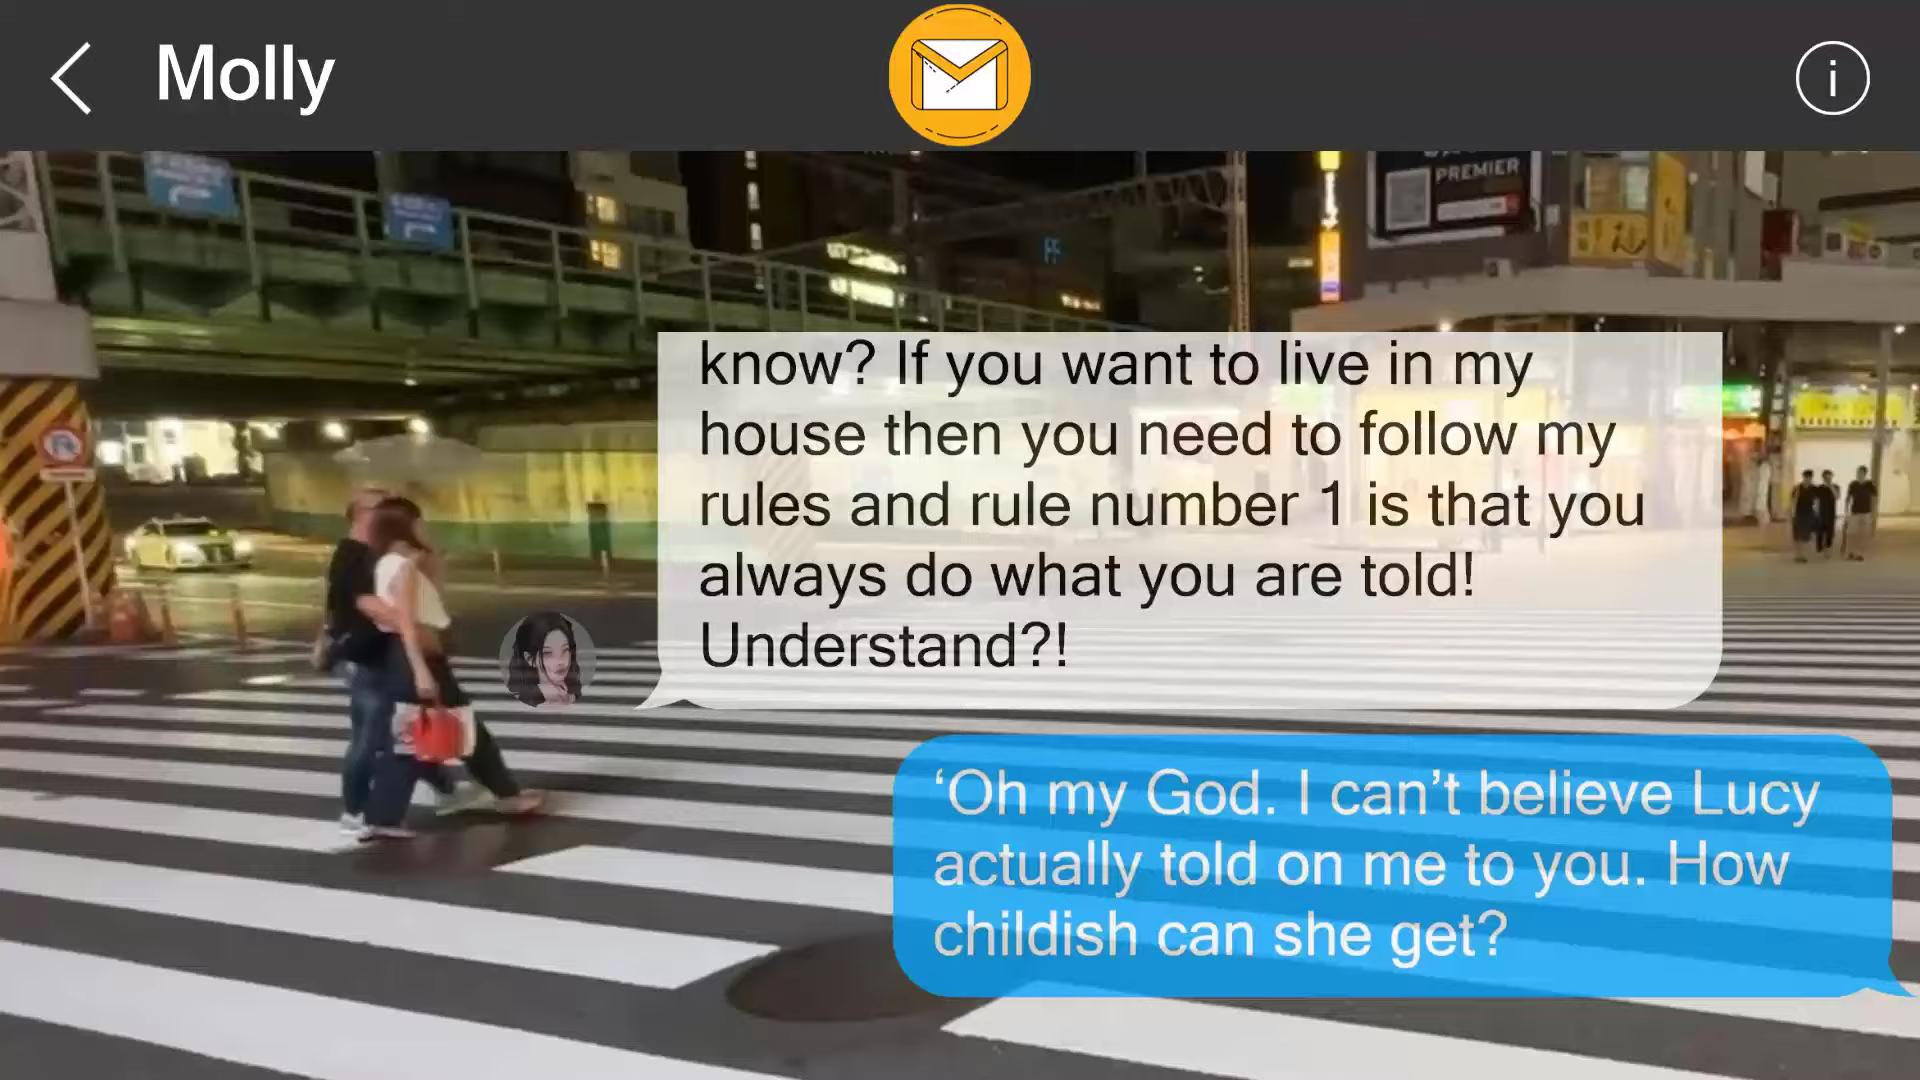 Molly
PREMIER
know? If you want to live in my
house then you need to follow my
rules and rule number 1 is that you
always do what you are told!
Understand?!
‘Oh my God. I can’t believe Lucy
actually told on me to you. How
childish can she get?